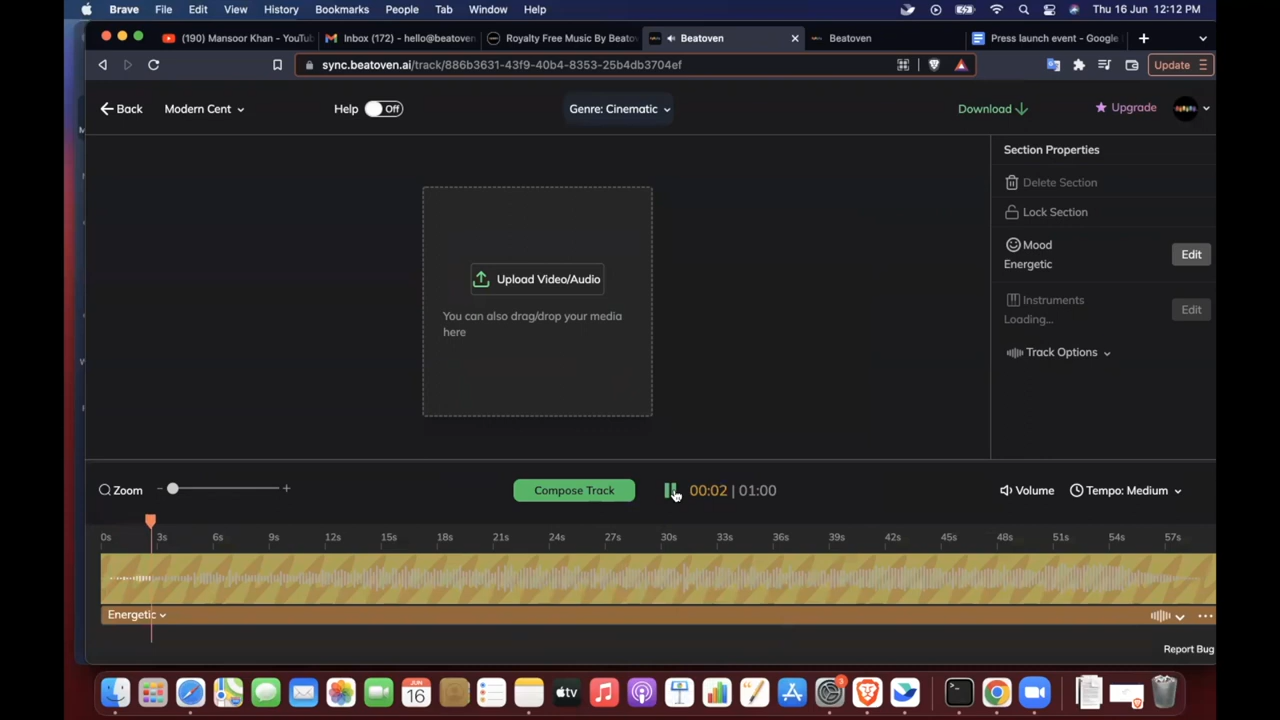 Brave File Edit View History Bookmarks People Tab Window Help Thu 16 Jun 12:12 PM
(190) Mansoor Khan - YouTu Inbox (172) - hello@beatoven Royalty Free Music By Beato Beatoven Beatoven Press launch event - Google
sync.beatoven.ai/track/886b3631-43f9-40b4-8353-25b4db3704ef Update
Back Modern Cent Help Off Genre: Cinematic Download Upgrade
Section Properties
Delete Section
Lock Section
Mood
Energetic Edit
Instruments
Loading... Edit
Track Options
Upload Video/Audio
You can also drag/drop your media
here
Zoom - + Compose Track 00:02 | 01:00 Volume Tempo: Medium
0s 3s 6s 9s 12s 15s 18s 21s 24s 27s 30s 33s 36s 39s 42s 45s 48s 51s 54s 57s
Energetic
Report Bug
JUN
16
tv
3